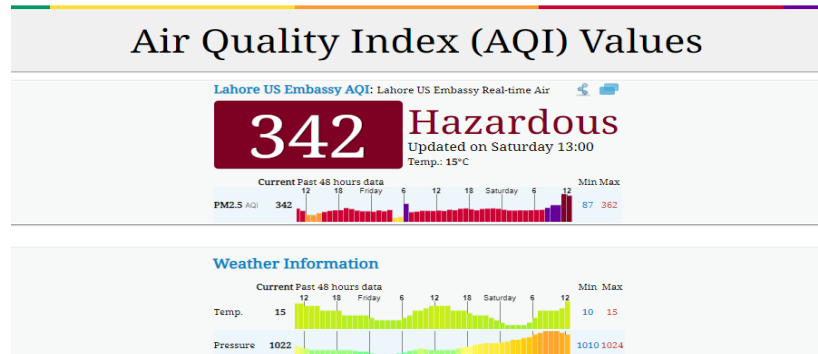 Air Quality Index (AQI) Values
Lahore US Embassy AQI: Lahore US Embassy Real-time Air
342
Hazardous
Updated on Saturday 13:00
Temp.: 15°C
Current Past 48 hours data Min Max
12 18 Friday 6 12 18 Saturday 6 12
PM2.5 AQI 342 87 362
Weather Information
Current Past 48 hours data Min Max
12 18 Friday 6 12 18 Saturday 6 12
Temp. 15 10 15
Pressure 1022 1010 1024